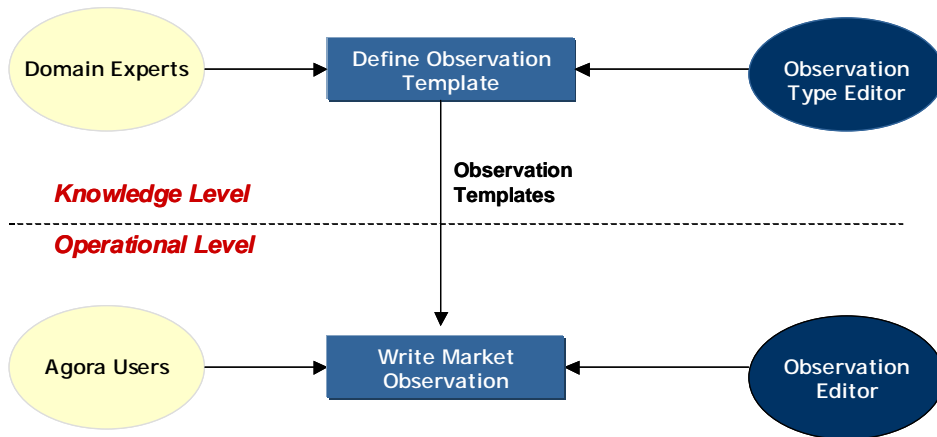 Domain Experts
Define Observation
Template
Observation
Type Editor
Observation
Templates
Knowledge Level
Operational Level
Agora Users
Write Market
Observation
Observation
Editor